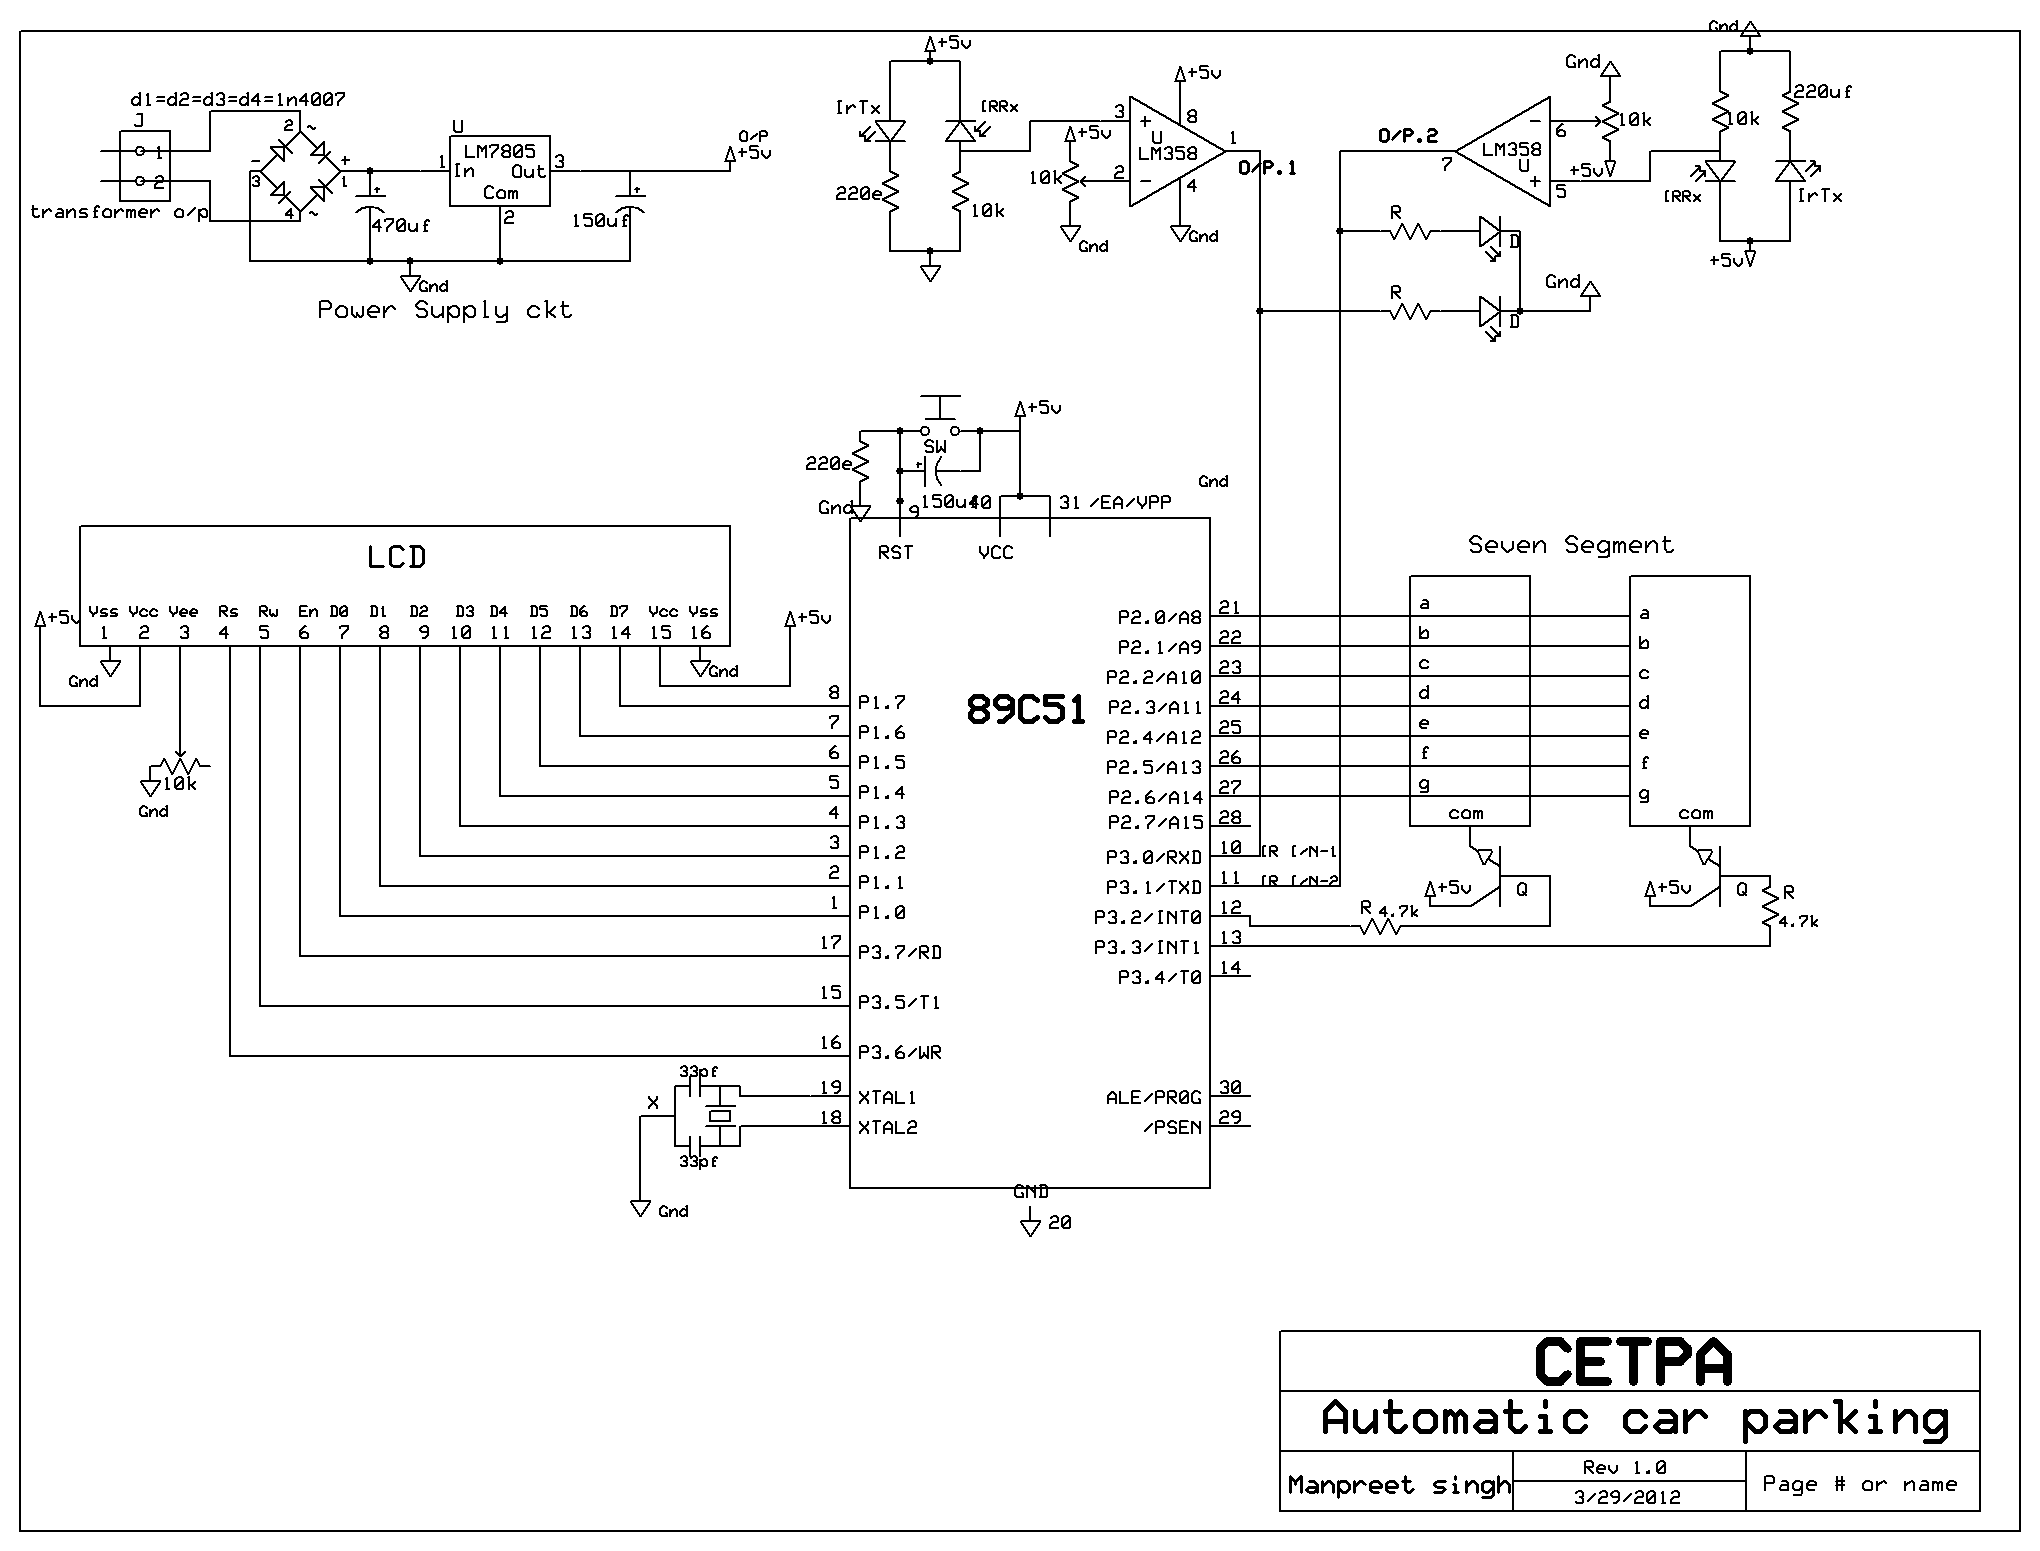 d1=d2=d3=d4=1n4007
J
1
2
transformer o/p
2
~
-
+
3
1
4
~
+
470uf
U
LM7805
1
In
Out
3
Com
2
+
150uf
O/P
+5v
Gnd
Power Supply ckt
+5v
IrTx
IRRx
220e
10k
+5v
10k
Gnd
3
+
U
LM358
2
-
8
+5v
4
Gnd
1
O/P.1
Gnd
Gnd
10k
+5v
O/P.2
7
LM358
U
-
6
+
5
10k
220uf
IRRx
IrTx
+5v
R
D
R
D
Gnd
+5v
SW
220e
+
150u
Gnd
9
40
31 /EA/VPP
Gnd
RST
VCC
LCD
Vss Vcc Vee Rs Rw En D0 D1 D2 D3 D4 D5 D6 D7 Vcc Vss
1 2 3 4 5 6 7 8 9 10 11 12 13 14 15 16
+5v
Gnd
Gnd
+5v
10k
Gnd
89C51
8 P1.7
7 P1.6
6 P1.5
5 P1.4
4 P1.3
3 P1.2
2 P1.1
1 P1.0
17 P3.7/RD
15 P3.5/T1
16 P3.6/WR
19 XTAL1
18 XTAL2
33pf
X
33pf
Gnd
P2.0/A8 21
P2.1/A9 22
P2.2/A10 23
P2.3/A11 24
P2.4/A12 25
P2.5/A13 26
P2.6/A14 27
P2.7/A15 28
P3.0/RXD 10 IR I/N-1
P3.1/TXD 11 IR I/N-2
P3.2/INT0 12
P3.3/INT1 13
P3.4/T0 14
ALE/PROG 30
/PSEN 29
GND
20
Seven Segment
a
b
c
d
e
f
g
com
a
b
c
d
e
f
g
com
+5v
Q
R 4.7k
+5v
Q
R
4.7k
CETPA
Automatic car parking
Manpreet singh
Rev 1.0
3/29/2012
Page # or name